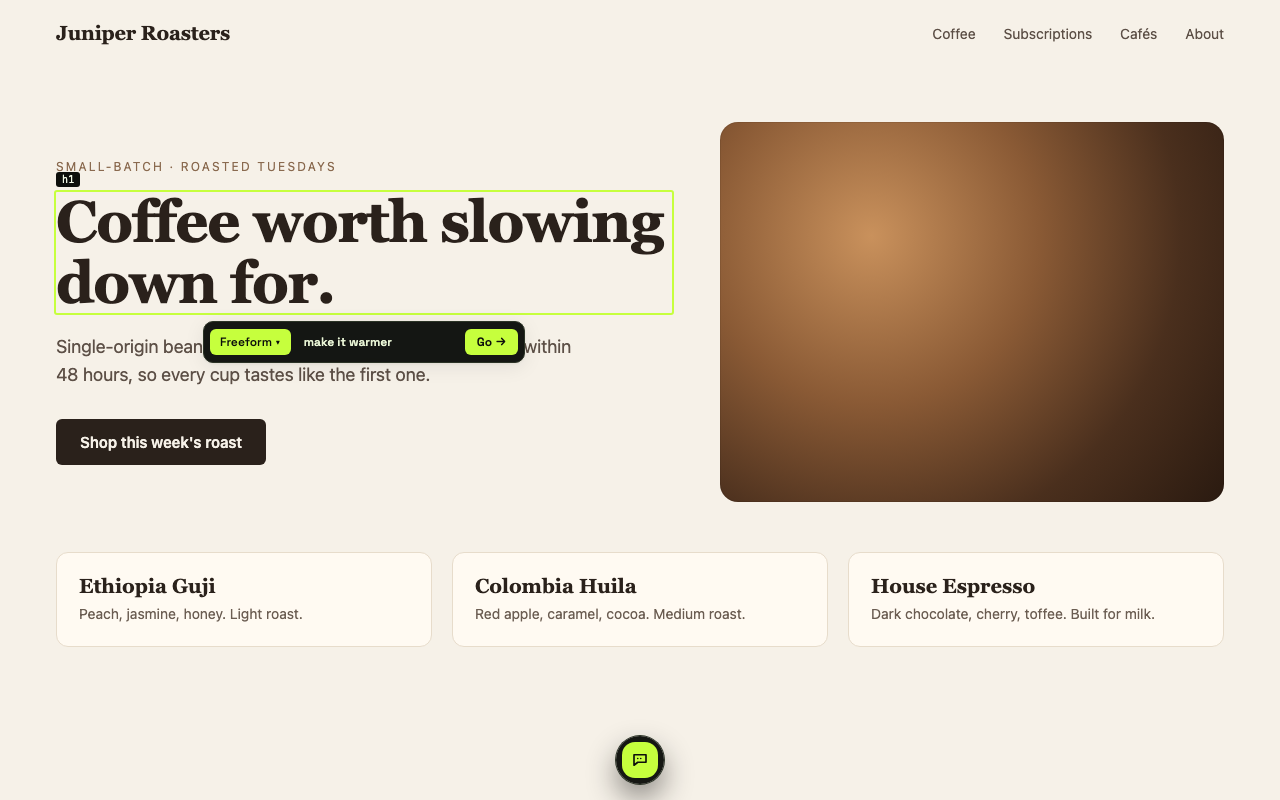 Juniper Roasters
Coffee Subscriptions Cafés About
SMALL-BATCH · ROASTED TUESDAYS
h1
Coffee worth slowing
down for.
Freeform ▾ make it warmer Go →
Single-origin bean within
48 hours, so every cup tastes like the first one.
Shop this week's roast
Ethiopia Guji
Peach, jasmine, honey. Light roast.
Colombia Huila
Red apple, caramel, cocoa. Medium roast.
House Espresso
Dark chocolate, cherry, toffee. Built for milk.